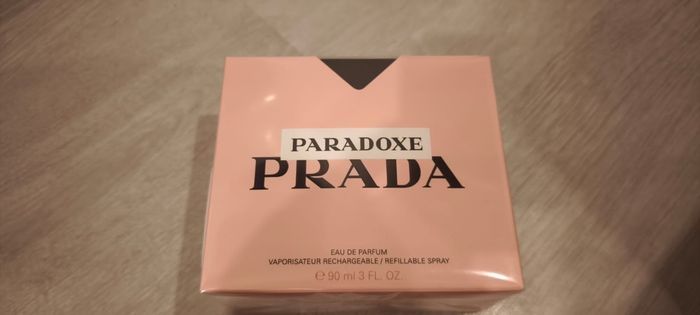 PARADOXE
PRADA
EAU DE PARFUM
VAPORISATEUR RECHARGEABLE / REFILLABLE SPRAY
℮ 90 ml 3 FL. OZ.